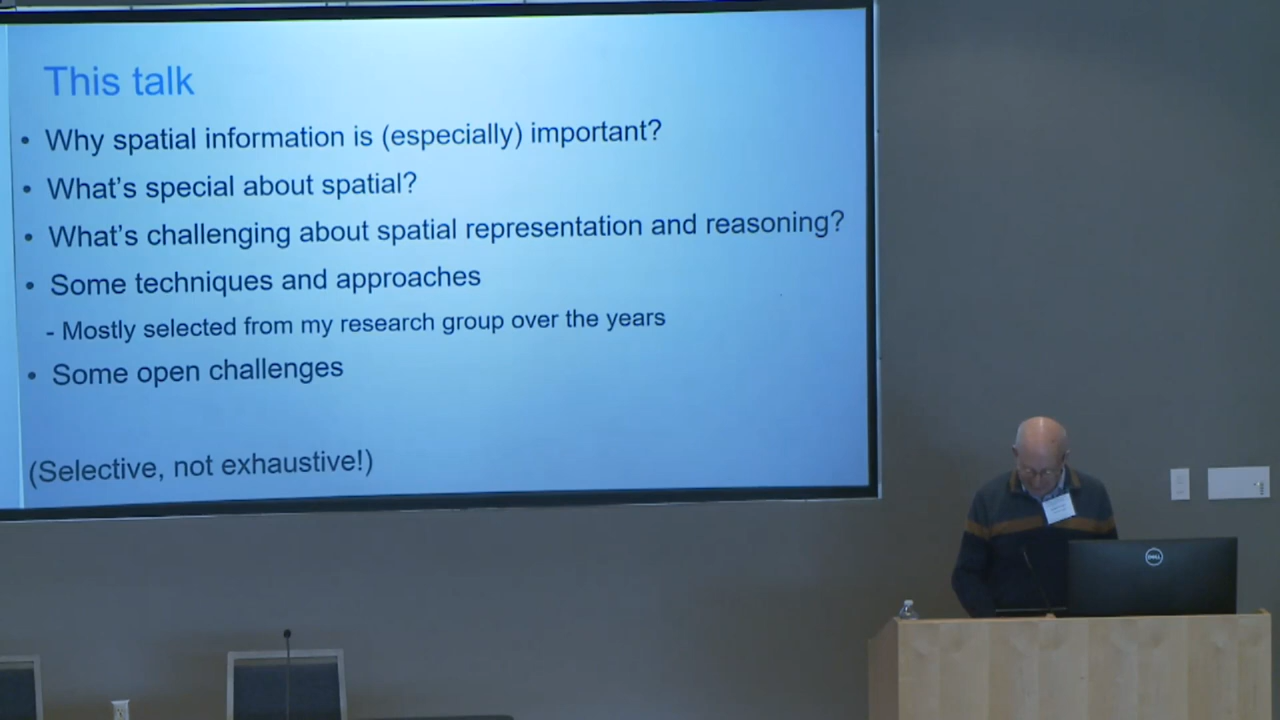 This talk
• Why spatial information is (especially) important?
• What's special about spatial?
• What's challenging about spatial representation and reasoning?
• Some techniques and approaches
- Mostly selected from my research group over the years
• Some open challenges
(Selective, not exhaustive!)
DELL